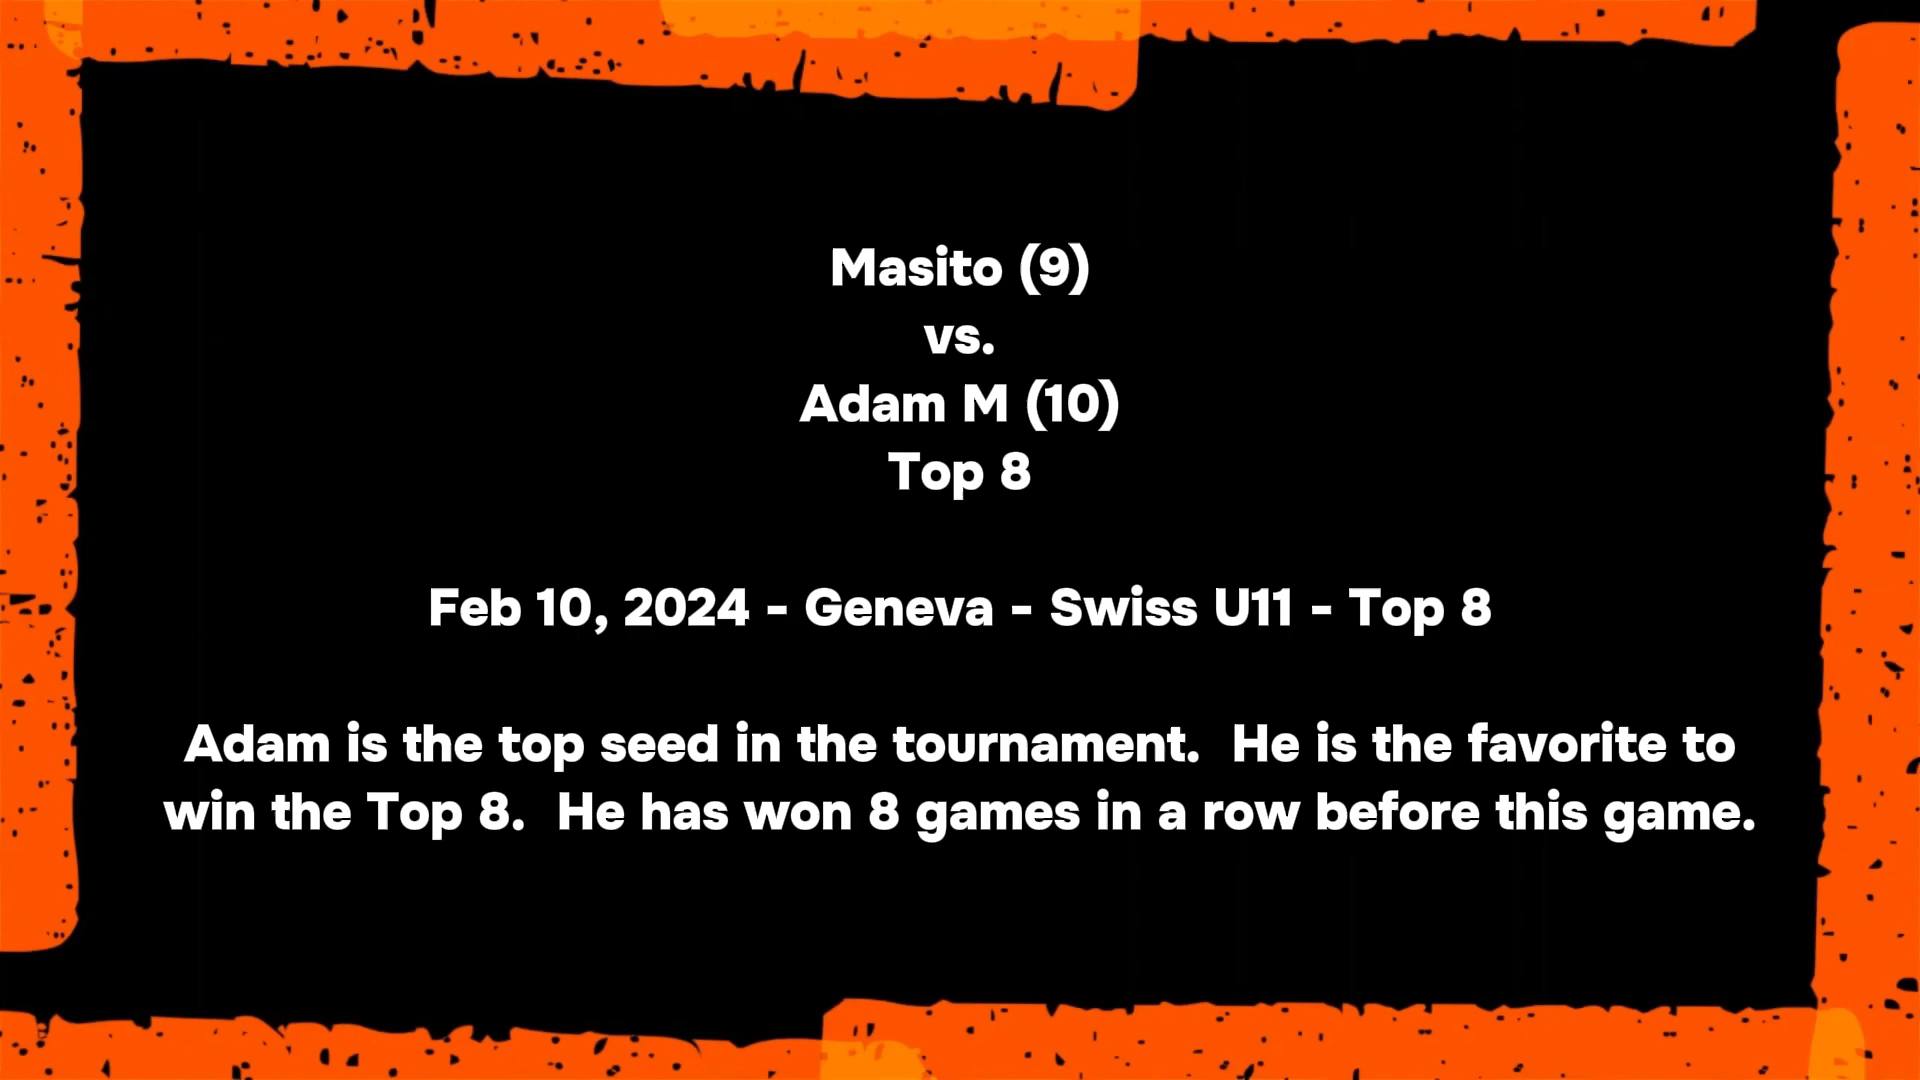 Masito (9)
vs.
Adam M (10)
Top 8
Feb 10, 2024 - Geneva - Swiss U11 - Top 8
Adam is the top seed in the tournament.  He is the favorite to
win the Top 8.  He has won 8 games in a row before this game.